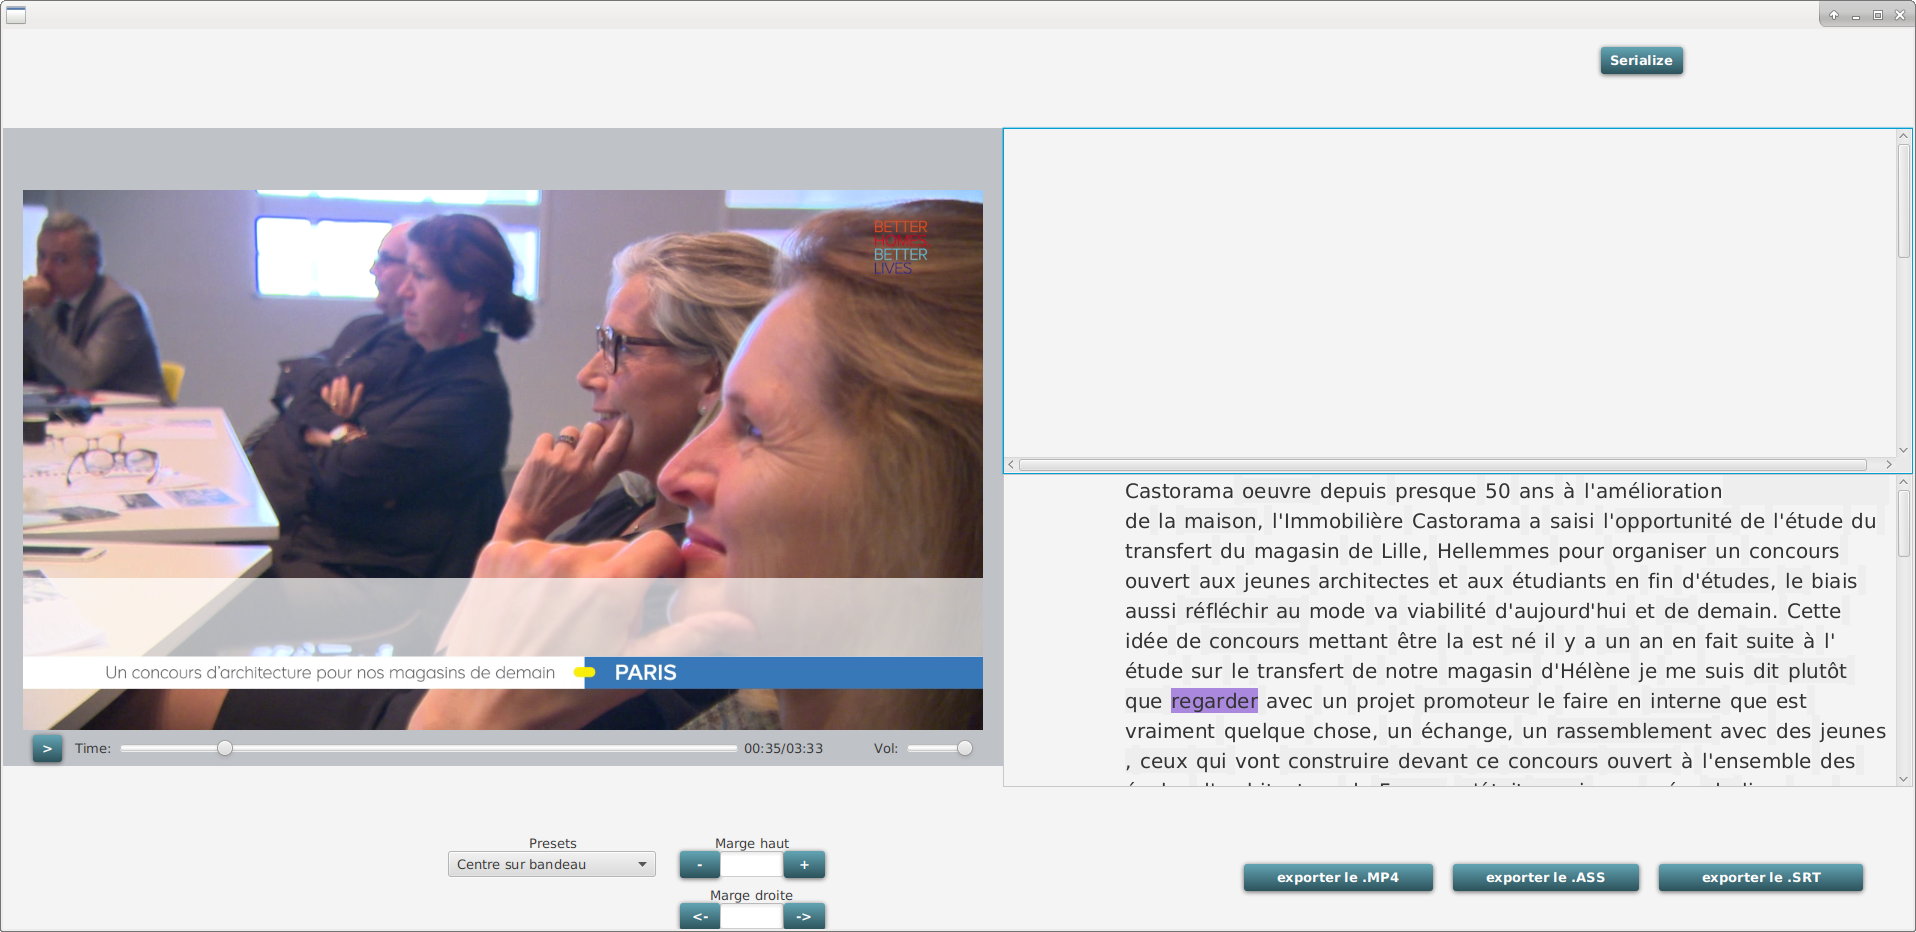 Serialize
BETTER
HOMES,
BETTER
LIVES
Un concours d'architecture pour nos magasins de demain
PARIS
>
Time:
00:35/03:33
Vol:
Castorama oeuvre depuis presque 50 ans à l'amélioration
de la maison, l'Immobilière Castorama a saisi l'opportunité de l'étude du
transfert du magasin de Lille, Hellemmes pour organiser un concours
ouvert aux jeunes architectes et aux étudiants en fin d'études, le biais
aussi réfléchir au mode va viabilité d'aujourd'hui et de demain. Cette
idée de concours mettant être la est né il y a un an en fait suite à l'
étude sur le transfert de notre magasin d'Hélène je me suis dit plutôt
que regarder avec un projet promoteur le faire en interne que est
vraiment quelque chose, un échange, un rassemblement avec des jeunes
, ceux qui vont construire devant ce concours ouvert à l'ensemble des
Presets
Centre sur bandeau
Marge haut
- +
Marge droite
<- ->
exporter le .MP4
exporter le .ASS
exporter le .SRT